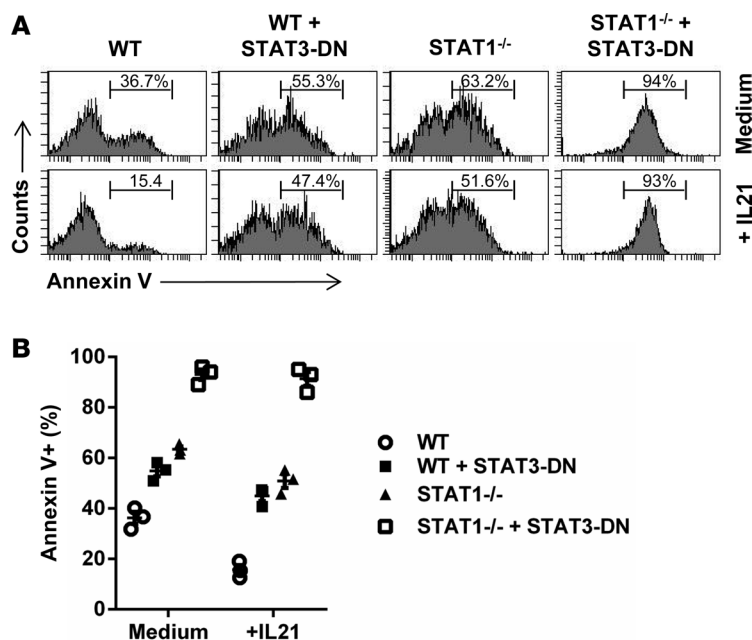 A
WT
WT +
STAT3-DN
STAT1-/-
STAT1-/- +
STAT3-DN
36.7%
55.3%
63.2%
94%
Medium
15.4
47.4%
51.6%
93%
+ IL21
Counts
Annexin V
B
100
80
60
40
20
0
Annexin V+ (%)
Medium
+IL21
WT
WT + STAT3-DN
STAT1-/-
STAT1-/- + STAT3-DN